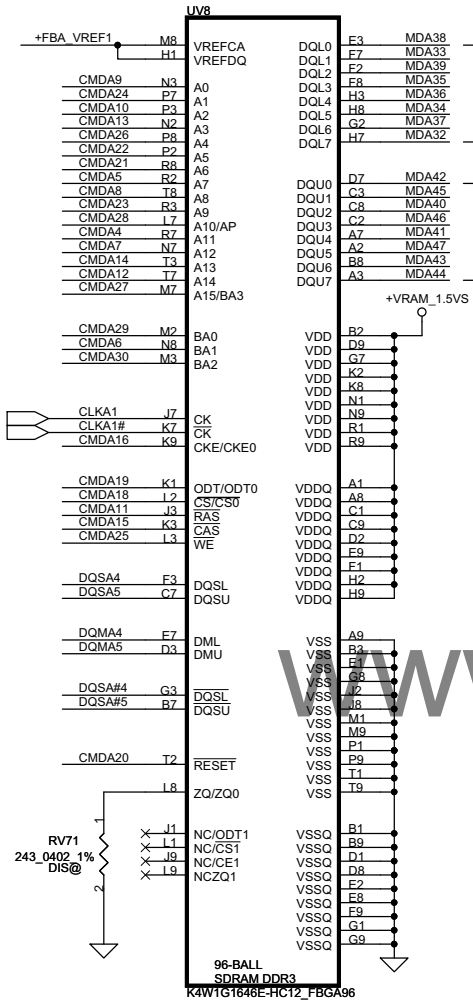 UV8
+FBA_VREF1 M8 VREFCA DQL0 E3 MDA38
H1 VREFDQ DQL1 F7 MDA33
DQL2 F2 MDA39
CMDA9 N3 A0 DQL3 F8 MDA35
CMDA24 P7 A1 DQL4 H3 MDA36
CMDA10 P3 A2 DQL5 H8 MDA34
CMDA13 N2 A3 DQL6 G2 MDA37
CMDA26 P8 A4 DQL7 H7 MDA32
CMDA22 P2 A5
CMDA21 R8 A6
CMDA5 R2 A7 DQU0 D7 MDA42
CMDA8 T8 A8 DQU1 C3 MDA45
CMDA23 R3 A9 DQU2 C8 MDA40
CMDA28 L7 A10/AP DQU3 C2 MDA46
CMDA4 R7 A11 DQU4 A7 MDA41
CMDA7 N7 A12 DQU5 A2 MDA47
CMDA14 T3 A13 DQU6 B8 MDA43
CMDA12 T7 A14 DQU7 A3 MDA44
CMDA27 M7 A15/BA3
+VRAM_1.5VS
CMDA29 M2 BA0 VDD B2
CMDA6 N8 BA1 VDD D9
CMDA30 M3 BA2 VDD G7
VDD K2
VDD K8
VDD N1
CLKA1 J7 CK VDD N9
CLKA1# K7 CK VDD R1
CMDA16 K9 CKE/CKE0 VDD R9
CMDA19 K1 ODT/ODT0 VDDQ A1
CMDA18 L2 CS/CS0 VDDQ A8
CMDA11 J3 RAS VDDQ C1
CMDA15 K3 CAS VDDQ C9
CMDA25 L3 WE VDDQ D2
VDDQ E9
VDDQ F1
DQSA4 F3 DQSL VDDQ H2
DQSA5 C7 DQSU VDDQ H9
DQMA4 E7 DML VSS A9
DQMA5 D3 DMU VSS B3
VSS E1
VSS G8
DQSA#4 G3 DQSL VSS J2
DQSA#5 B7 DQSU VSS J8
VSS M1
VSS M9
VSS P1
CMDA20 T2 RESET VSS P9
VSS T1
L8 ZQ/ZQ0 VSS T9
1
RV71
243_0402_1%
DIS@
2
J1 NC/ODT1 VSSQ B1
L1 NC/CS1 VSSQ B9
J9 NC/CE1 VSSQ D1
L9 NCZQ1 VSSQ D8
VSSQ E2
VSSQ E8
VSSQ F9
VSSQ G1
VSSQ G9
96-BALL
SDRAM DDR3
K4W1G1646E-HC12_FBGA96